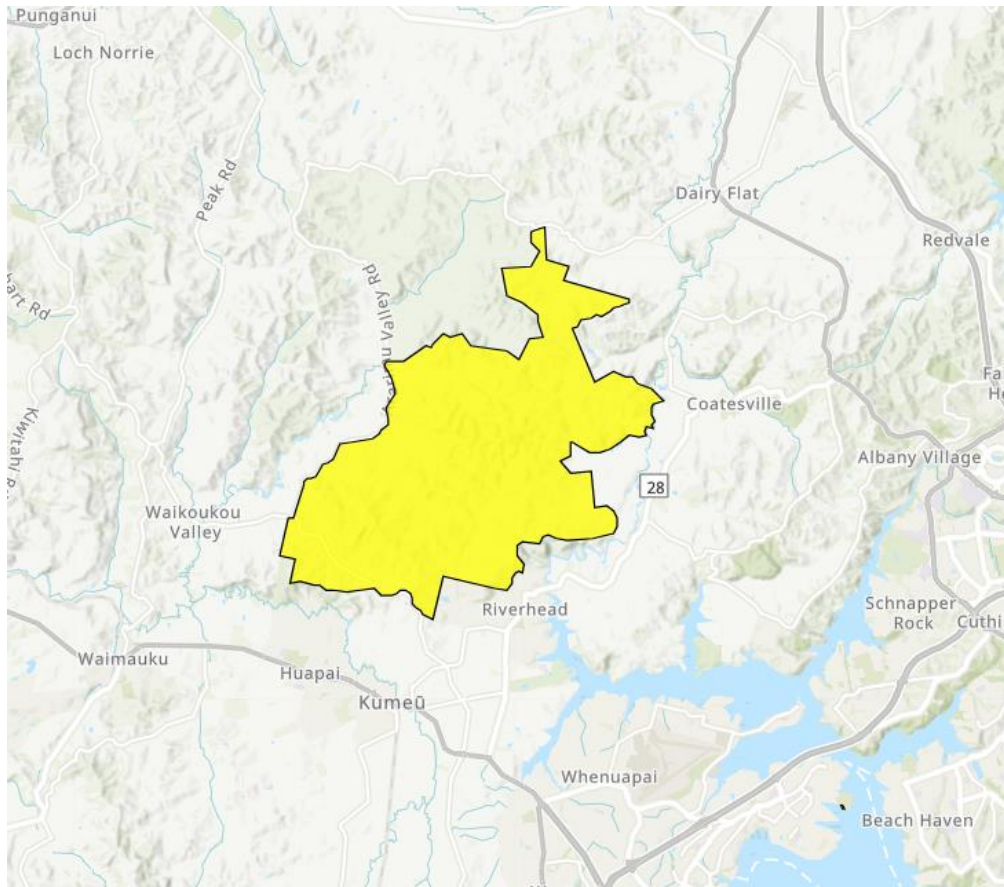 Punganui
Loch Norrie
Peak Rd
Dairy Flat
Redvale
Valley Rd
Coatesville
Albany Village
28
Waikoukou
Valley
Schnapper
Rock
Riverhead
Waimauku
Huapai
Kumeū
Whenuapai
Beach Haven